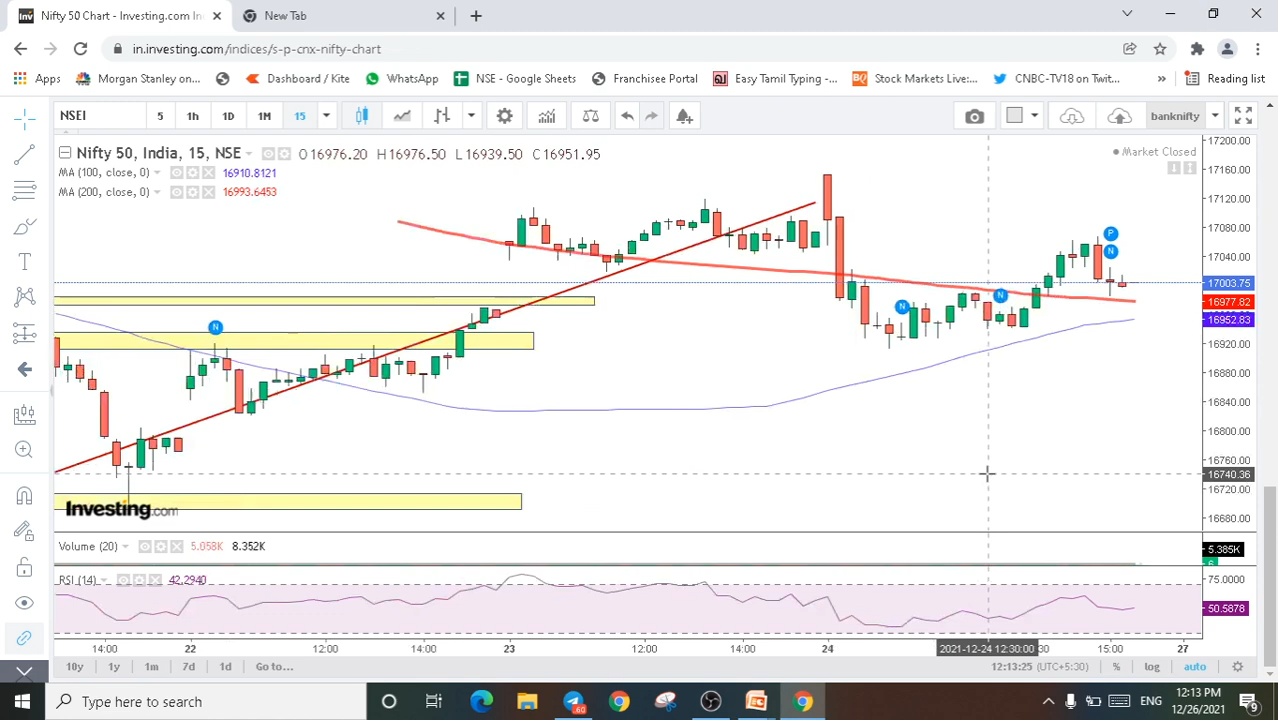 Nifty 50 Chart - Investing.com In
New Tab
in.investing.com/indices/s-p-cnx-nifty-chart
Apps
Morgan Stanley on...
Dashboard / Kite
WhatsApp
NSE - Google Sheets
Franchisee Portal
Easy Tamil Typing -...
Stock Markets Live:...
CNBC-TV18 on Twit...
»
Reading list
NSEI
5
1h
1D
1M
15
banknifty
Nifty 50, India, 15, NSE
O 16976.20 H 16976.50 L 16939.50 C 16951.95
Market Closed
MA (100, close, 0)
16910.8121
MA (200, close, 0)
16993.6453
17200.00
17160.00
17120.00
17080.00
17040.00
17003.75
16977.82
16952.83
16920.00
16880.00
16840.00
16800.00
16760.00
16740.36
16720.00
16680.00
P
N
N
N
N
Investing.com
Volume (20)
5.058K
8.352K
5.385K
RSI (14)
42.2940
75.0000
50.5878
14:00
22
12:00
14:00
23
12:00
14:00
24
2021-12-24 12:30:00
:30
15:00
27
10y
1y
1m
7d
1d
Go to...
12:13:25 (UTC+5:30)
%
log
auto
Type here to search
60
ENG
12:13 PM
12/26/2021
9